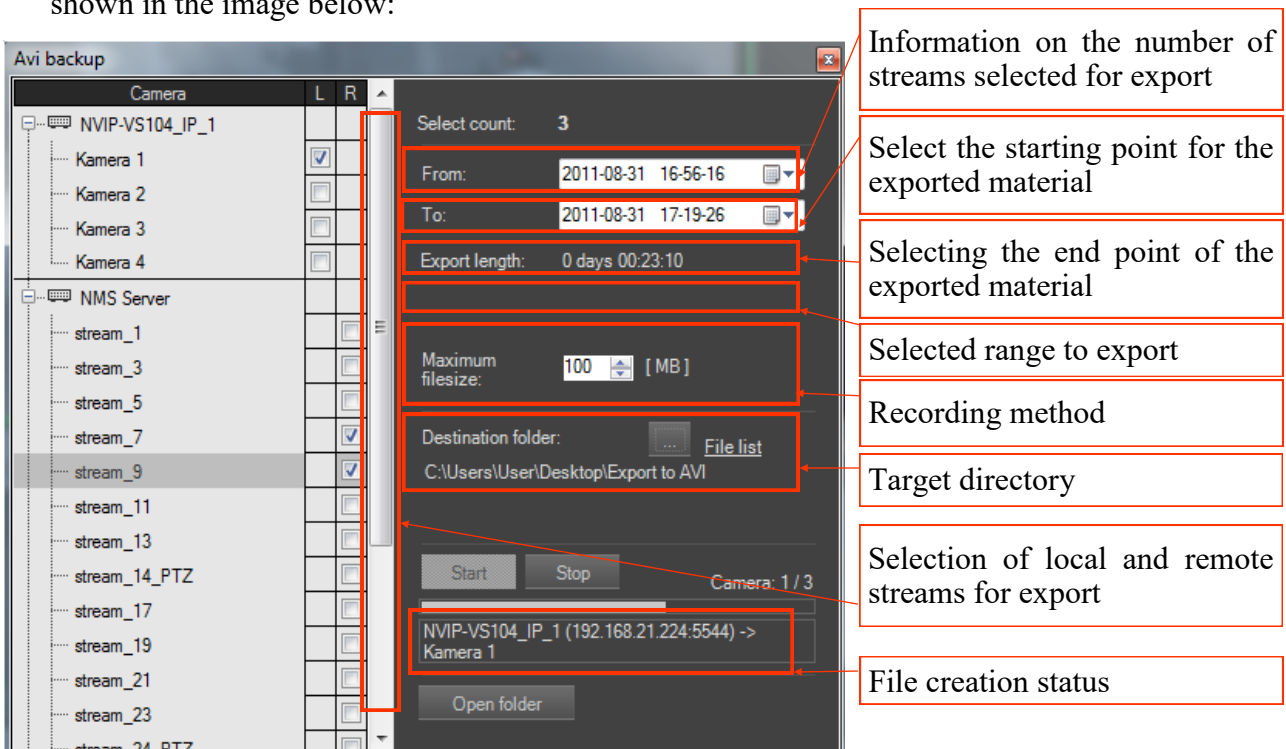 shown in the image below:
Avi backup
Camera L R
NVIP-VS104_IP_1
Kamera 1
Kamera 2
Kamera 3
Kamera 4
NMS Server
stream_1
stream_3
stream_5
stream_7
stream_9
stream_11
stream_13
stream_14_PTZ
stream_17
stream_19
stream_21
stream_23
stream_24_PTZ
Select count: 3
From: 2011-08-31 16-56-16
To: 2011-08-31 17-19-26
Export length: 0 days 00:23:10
Maximum
filesize:
100 [ MB ]
Destination folder: ... File list
C:\Users\User\Desktop\Export to AVI
Start Stop Camera: 1 / 3
NVIP-VS104_IP_1 (192.168.21.224:5544) ->
Kamera 1
Open folder
Information on the number of
streams selected for export
Select the starting point for the
exported material
Selecting the end point of the
exported material
Selected range to export
Recording method
Target directory
Selection of local and remote
streams for export
File creation status